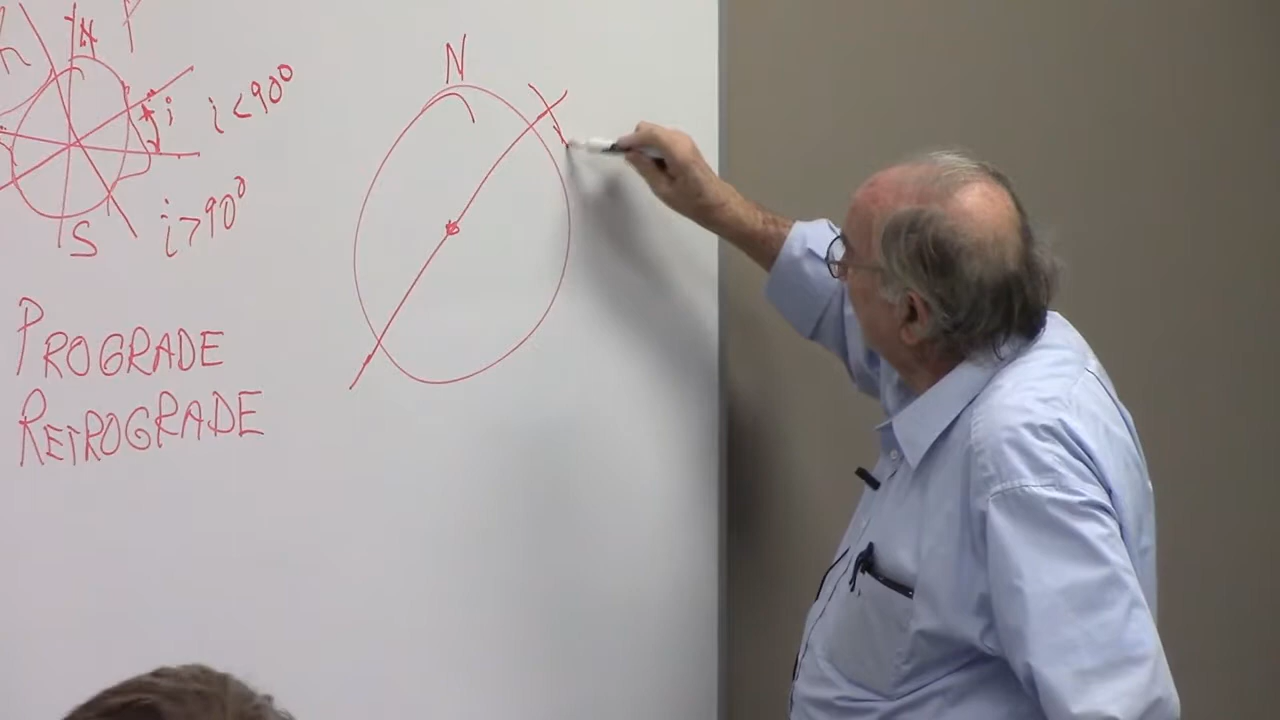 N
i
i < 90°
S
i > 90°
PROGRADE
RETROGRADE
N